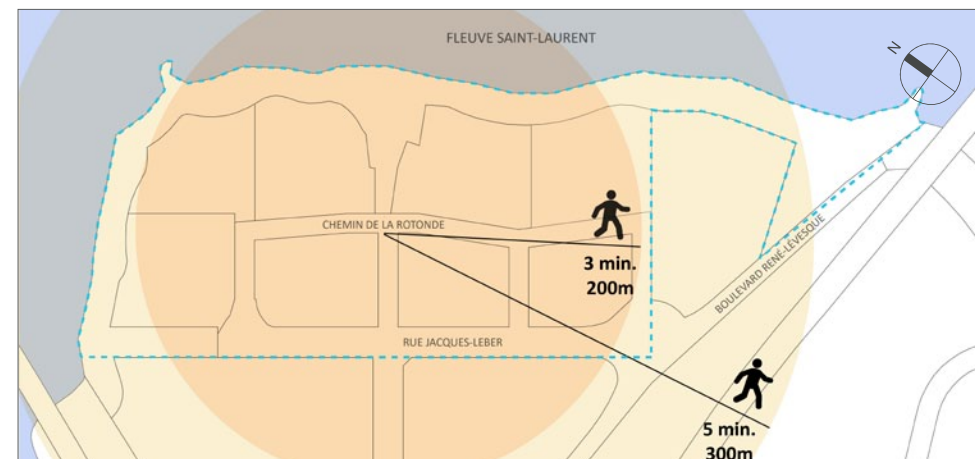 FLEUVE SAINT-LAURENT
N
CHEMIN DE LA ROTONDE
3 min.
200m
BOULEVARD RENÉ-LÉVESQUE
RUE JACQUES-LEBER
5 min.
300m